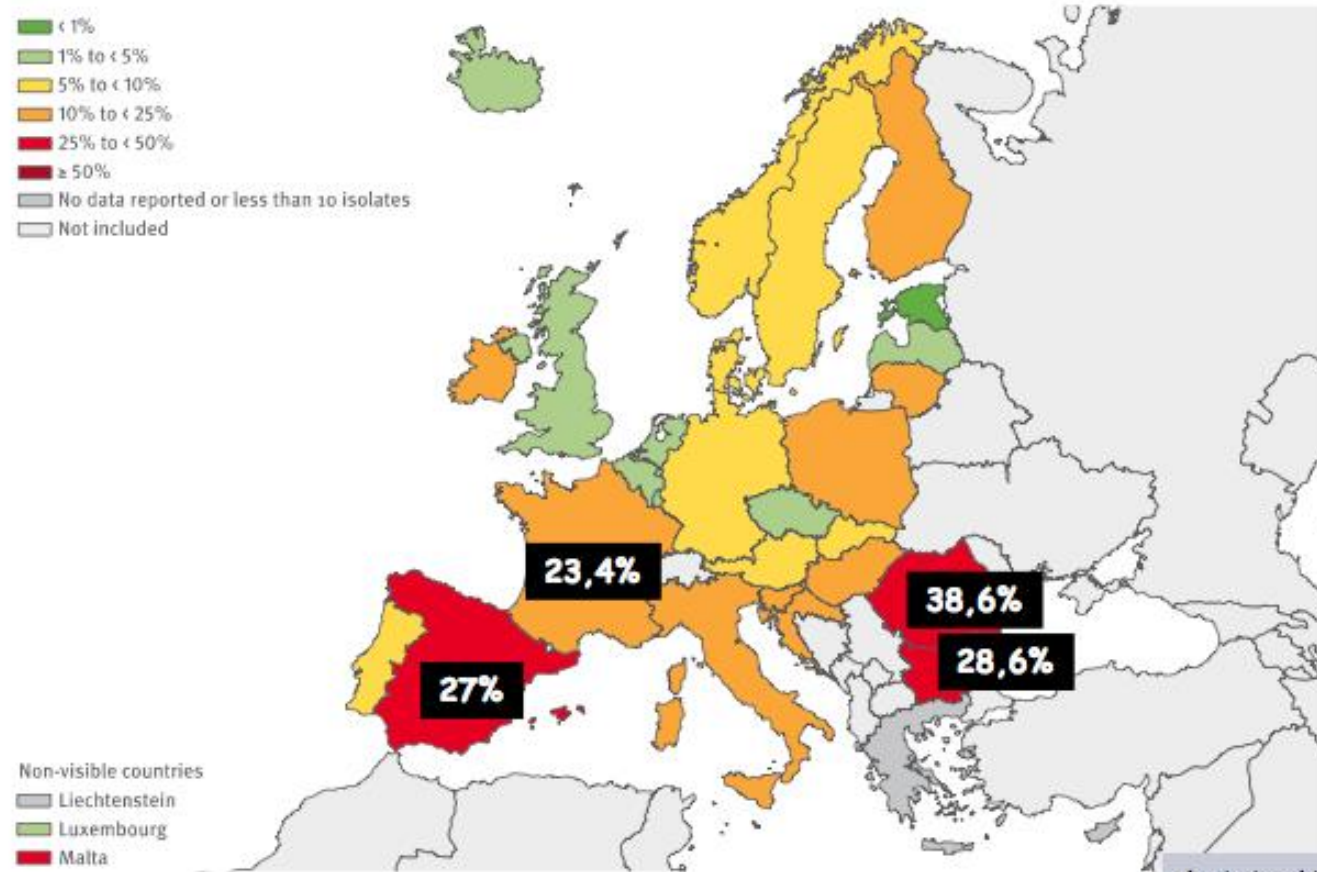 < 1%
1% to < 5%
5% to < 10%
10% to < 25%
25% to < 50%
≥ 50%
No data reported or less than 10 isolates
Not included
23,4%
38,6%
28,6%
27%
Non-visible countries
Liechtenstein
Luxembourg
Malta